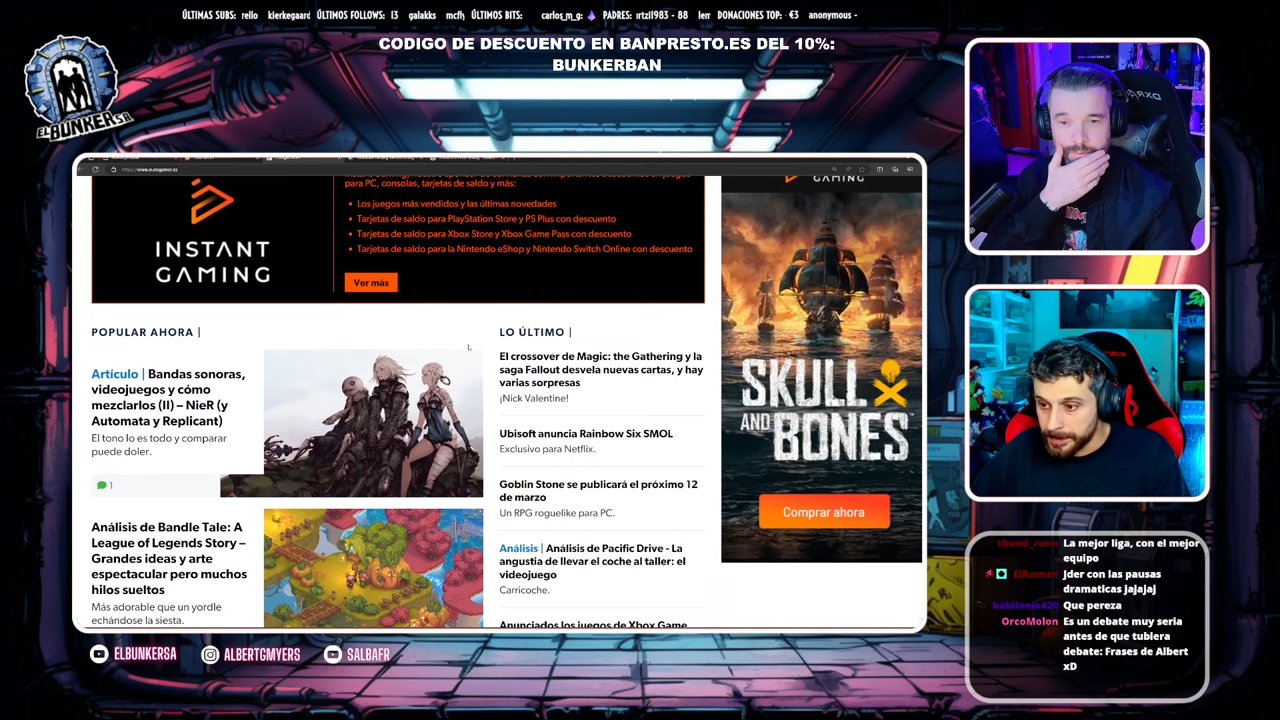 ÚLTIMAS SUBS: rello kierkegaard ÚLTIMOS FOLLOWS: galakks mcfly ÚLTIMOS BITS: carlos_m_g: PADRES: DONACIONES TOP: €3 anonymous -
CODIGO DE DESCUENTO EN BANPRESTO.ES DEL 10%:
BUNKERBAN
ELBUNKERSA
para PC, consolas, tarjetas de saldo y más:
• Los juegos más vendidos y las últimas novedades
• Tarjetas de saldo para PlayStation Store y PS Plus con descuento
• Tarjetas de saldo para Xbox Store y Xbox Game Pass con descuento
• Tarjetas de saldo para la Nintendo eShop y Nintendo Switch Online con descuento
INSTANT
GAMING
Ver más
GAMING
SKULL
AND BONES
Comprar ahora
POPULAR AHORA |
Artículo | Bandas sonoras,
videojuegos y cómo
mezclarlos (II) – NieR (y
Automata y Replicant)
El tono lo es todo y comparar
puede doler.
1
Análisis de Bandle Tale: A
League of Legends Story –
Grandes ideas y arte
espectacular pero muchos
hilos sueltos
Más adorable que un yordle
echándose la siesta.
LO ÚLTIMO |
El crossover de Magic: the Gathering y la
saga Fallout desvela nuevas cartas, y hay
varias sorpresas
¡Nick Valentine!
Ubisoft anuncia Rainbow Six SMOL
Exclusivo para Netflix.
Goblin Stone se publicará el próximo 12
de marzo
Un RPG roguelike para PC.
Análisis | Análisis de Pacific Drive - La
angustia de llevar el coche al taller: el
videojuego
Carricoche.
Anunciados los juegos de Xbox Game
La mejor liga, con el mejor
equipo
ElRuman Jder con las pausas
dramaticas jajajaj
Que pereza
OrcoMolon Es un debate muy seria
antes de que tubiera
debate: Frases de Albert
xD
ELBUNKERSA ALBERTGMYERS SALBAFR